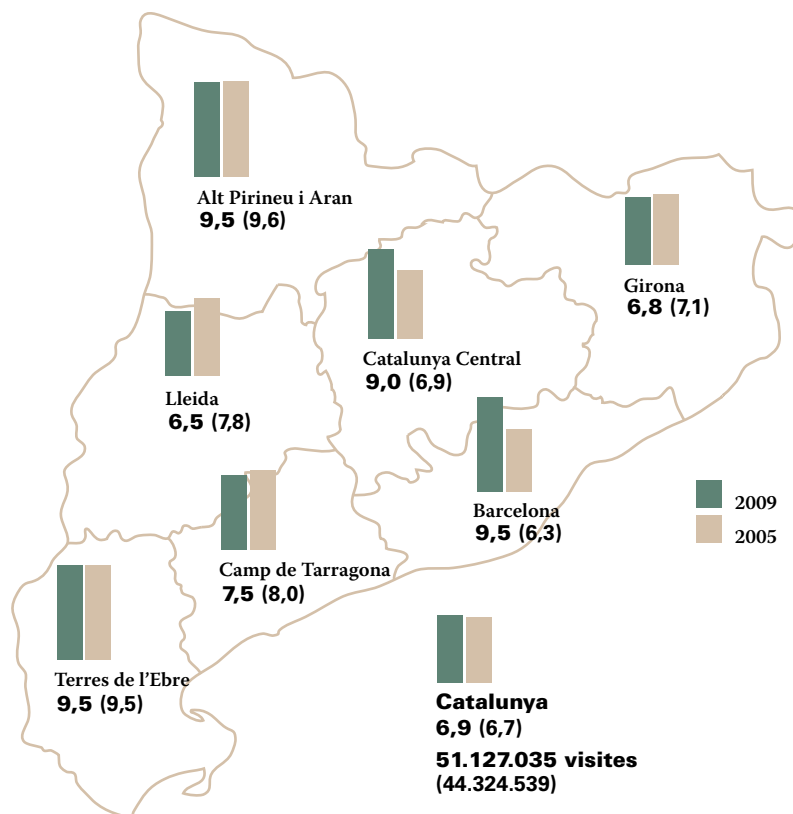 Alt Pirineu i Aran
9,5 (9,6)
Girona
6,8 (7,1)
Catalunya Central
9,0 (6,9)
Lleida
6,5 (7,8)
Barcelona
9,5 (6,3)
2009
2005
Camp de Tarragona
7,5 (8,0)
Terres de l’Ebre
9,5 (9,5)
Catalunya
6,9 (6,7)
51.127.035 visites
(44.324.539)